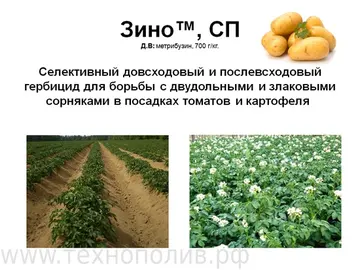 Зино™, СП
Д.В: метрибузин, 700 г/кг.
Селективный довсходовый и послевсходовый
гербицид для борьбы с двудольными и злаковыми
сорняками в посадках томатов и картофеля
www.технополив.рф